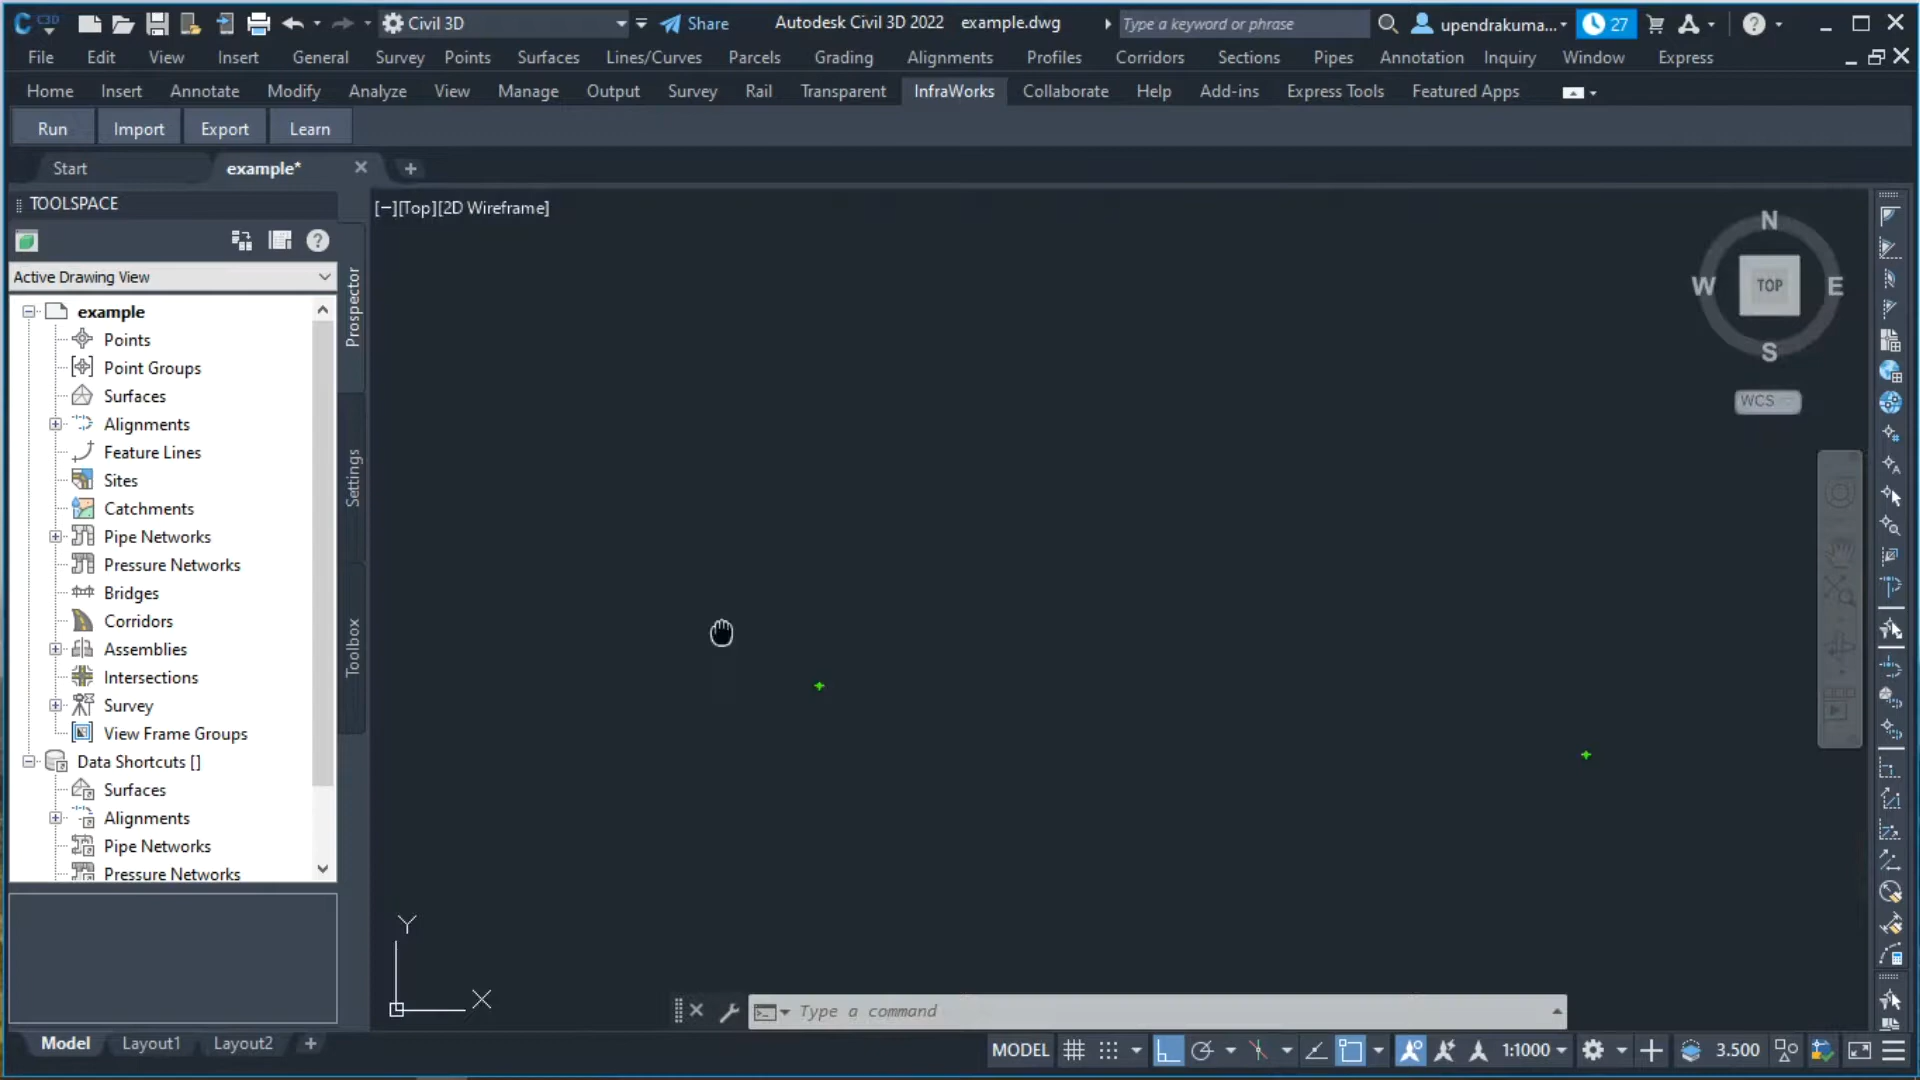 C3D Civil 3D Share Autodesk Civil 3D 2022 example.dwg Type a keyword or phrase upendrakuma... 27
File Edit View Insert General Survey Points Surfaces Lines/Curves Parcels Grading Alignments Profiles Corridors Sections Pipes Annotation Inquiry Window Express
Home Insert Annotate Modify Analyze View Manage Output Survey Rail Transparent InfraWorks Collaborate Help Add-ins Express Tools Featured Apps
Run Import Export Learn
Start example*
TOOLSPACE
[−][Top][2D Wireframe]
Active Drawing View
example
Points
Point Groups
Surfaces
Alignments
Feature Lines
Sites
Catchments
Pipe Networks
Pressure Networks
Bridges
Corridors
Assemblies
Intersections
Survey
View Frame Groups
Data Shortcuts []
Surfaces
Alignments
Pipe Networks
Pressure Networks
Prospector
Settings
Toolbox
N
W TOP E
S
WCS
Y
X
Type a command
Model Layout1 Layout2 +
MODEL 1:1000 3.500